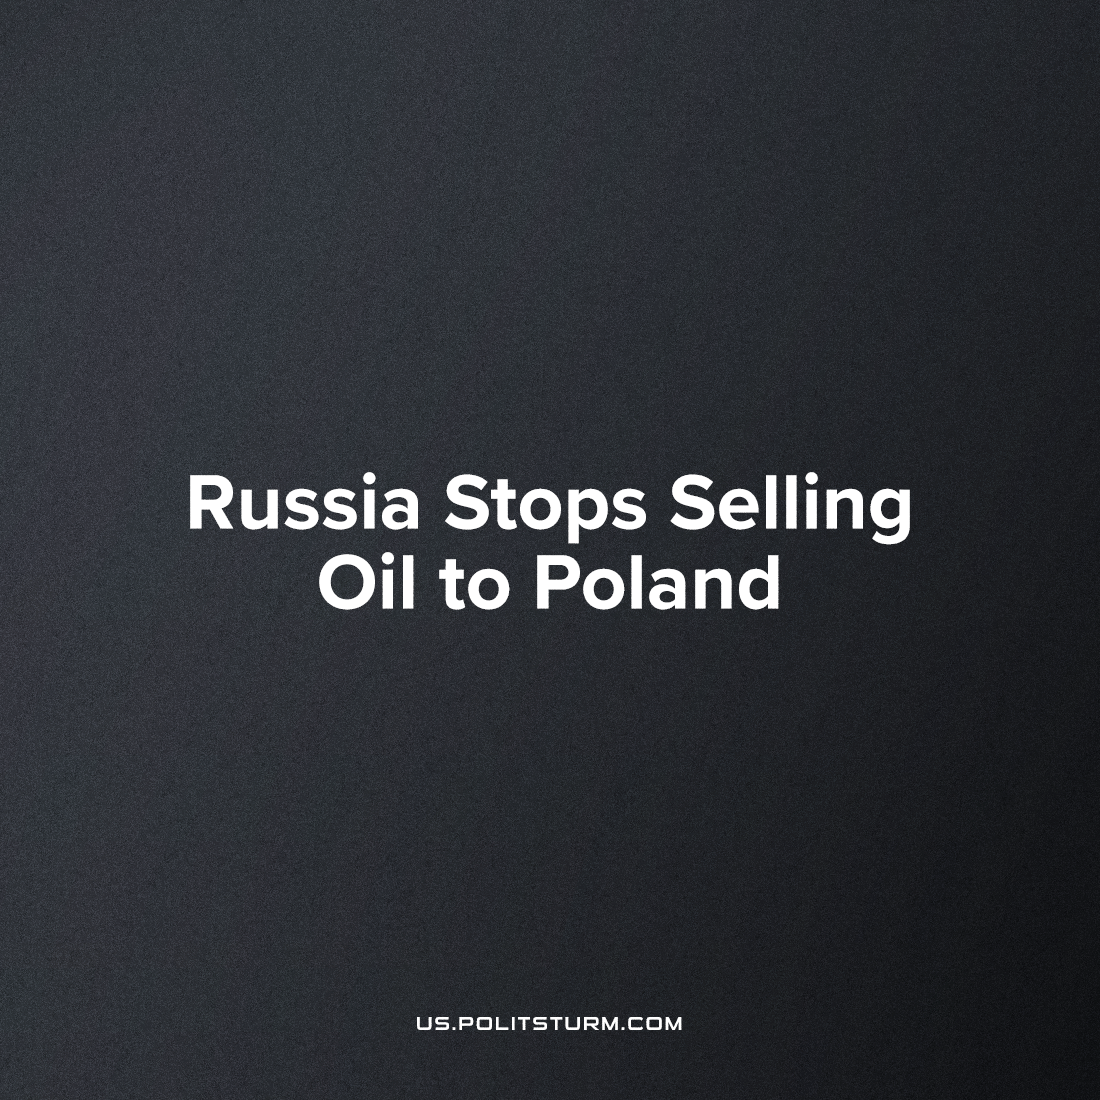 Russia Stops Selling
Oil to Poland
US.POLITSTURM.COM